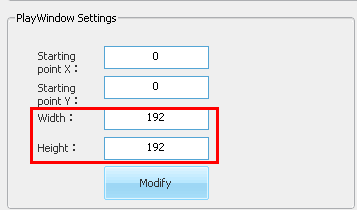 PlayWindow Settings
Starting
point X：
0
Starting
point Y：
0
Width：
192
Height：
192
Modify